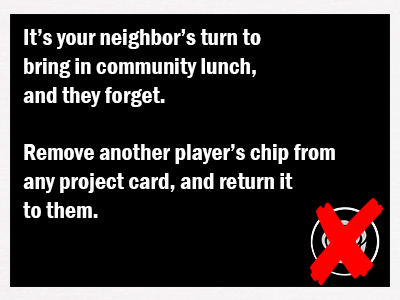 It's your neighbor's turn to
bring in community lunch,
and they forget.
Remove another player's chip from
any project card, and return it
to them.